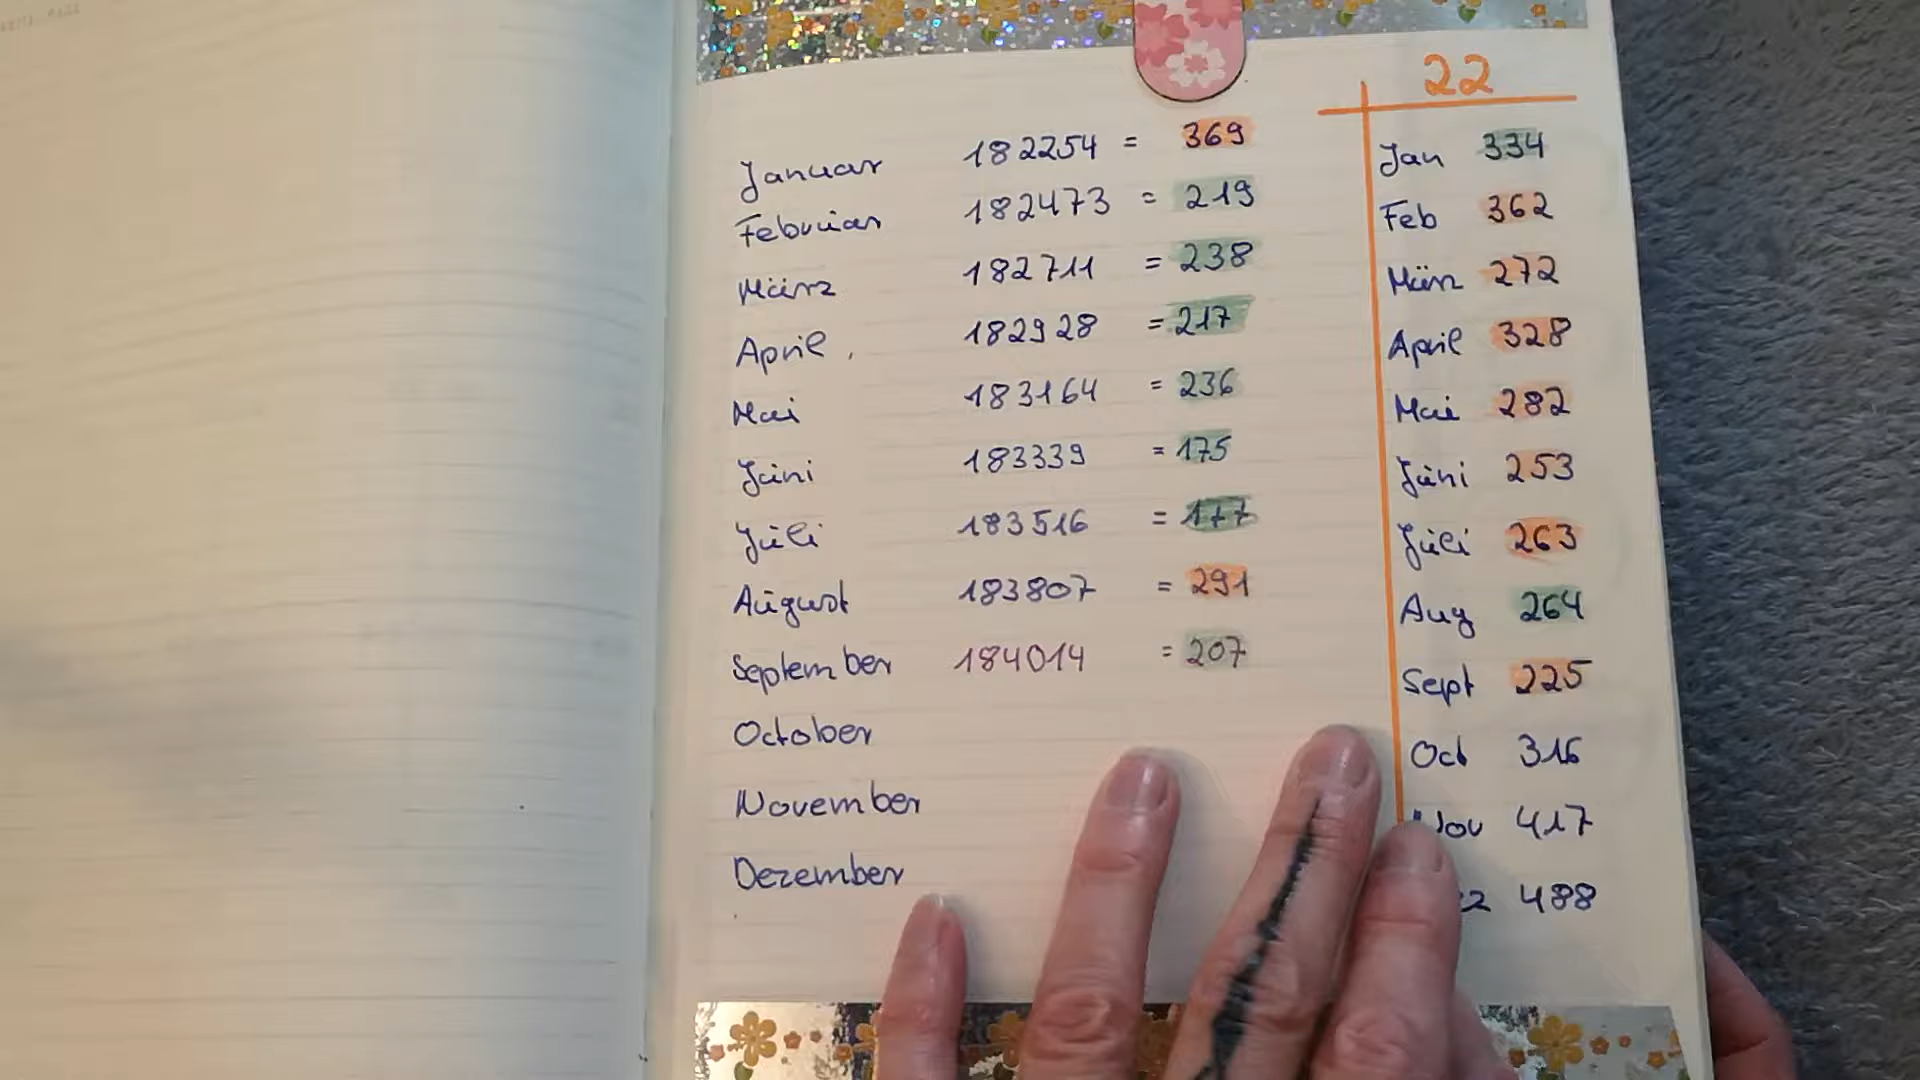 22
Januar 182254 = 369
Februar 182473 = 219
März 182711 = 238
April 182928 = 217
Mai 183164 = 236
Juni 183339 = 175
Juli 183516 = 177
August 183807 = 291
September 184014 = 207
October
November
Dezember
Jan 334
Feb 362
März 272
April 328
Mai 282
Juni 253
Juli 263
Aug 264
Sept 225
Oct 316
Nov 417
488